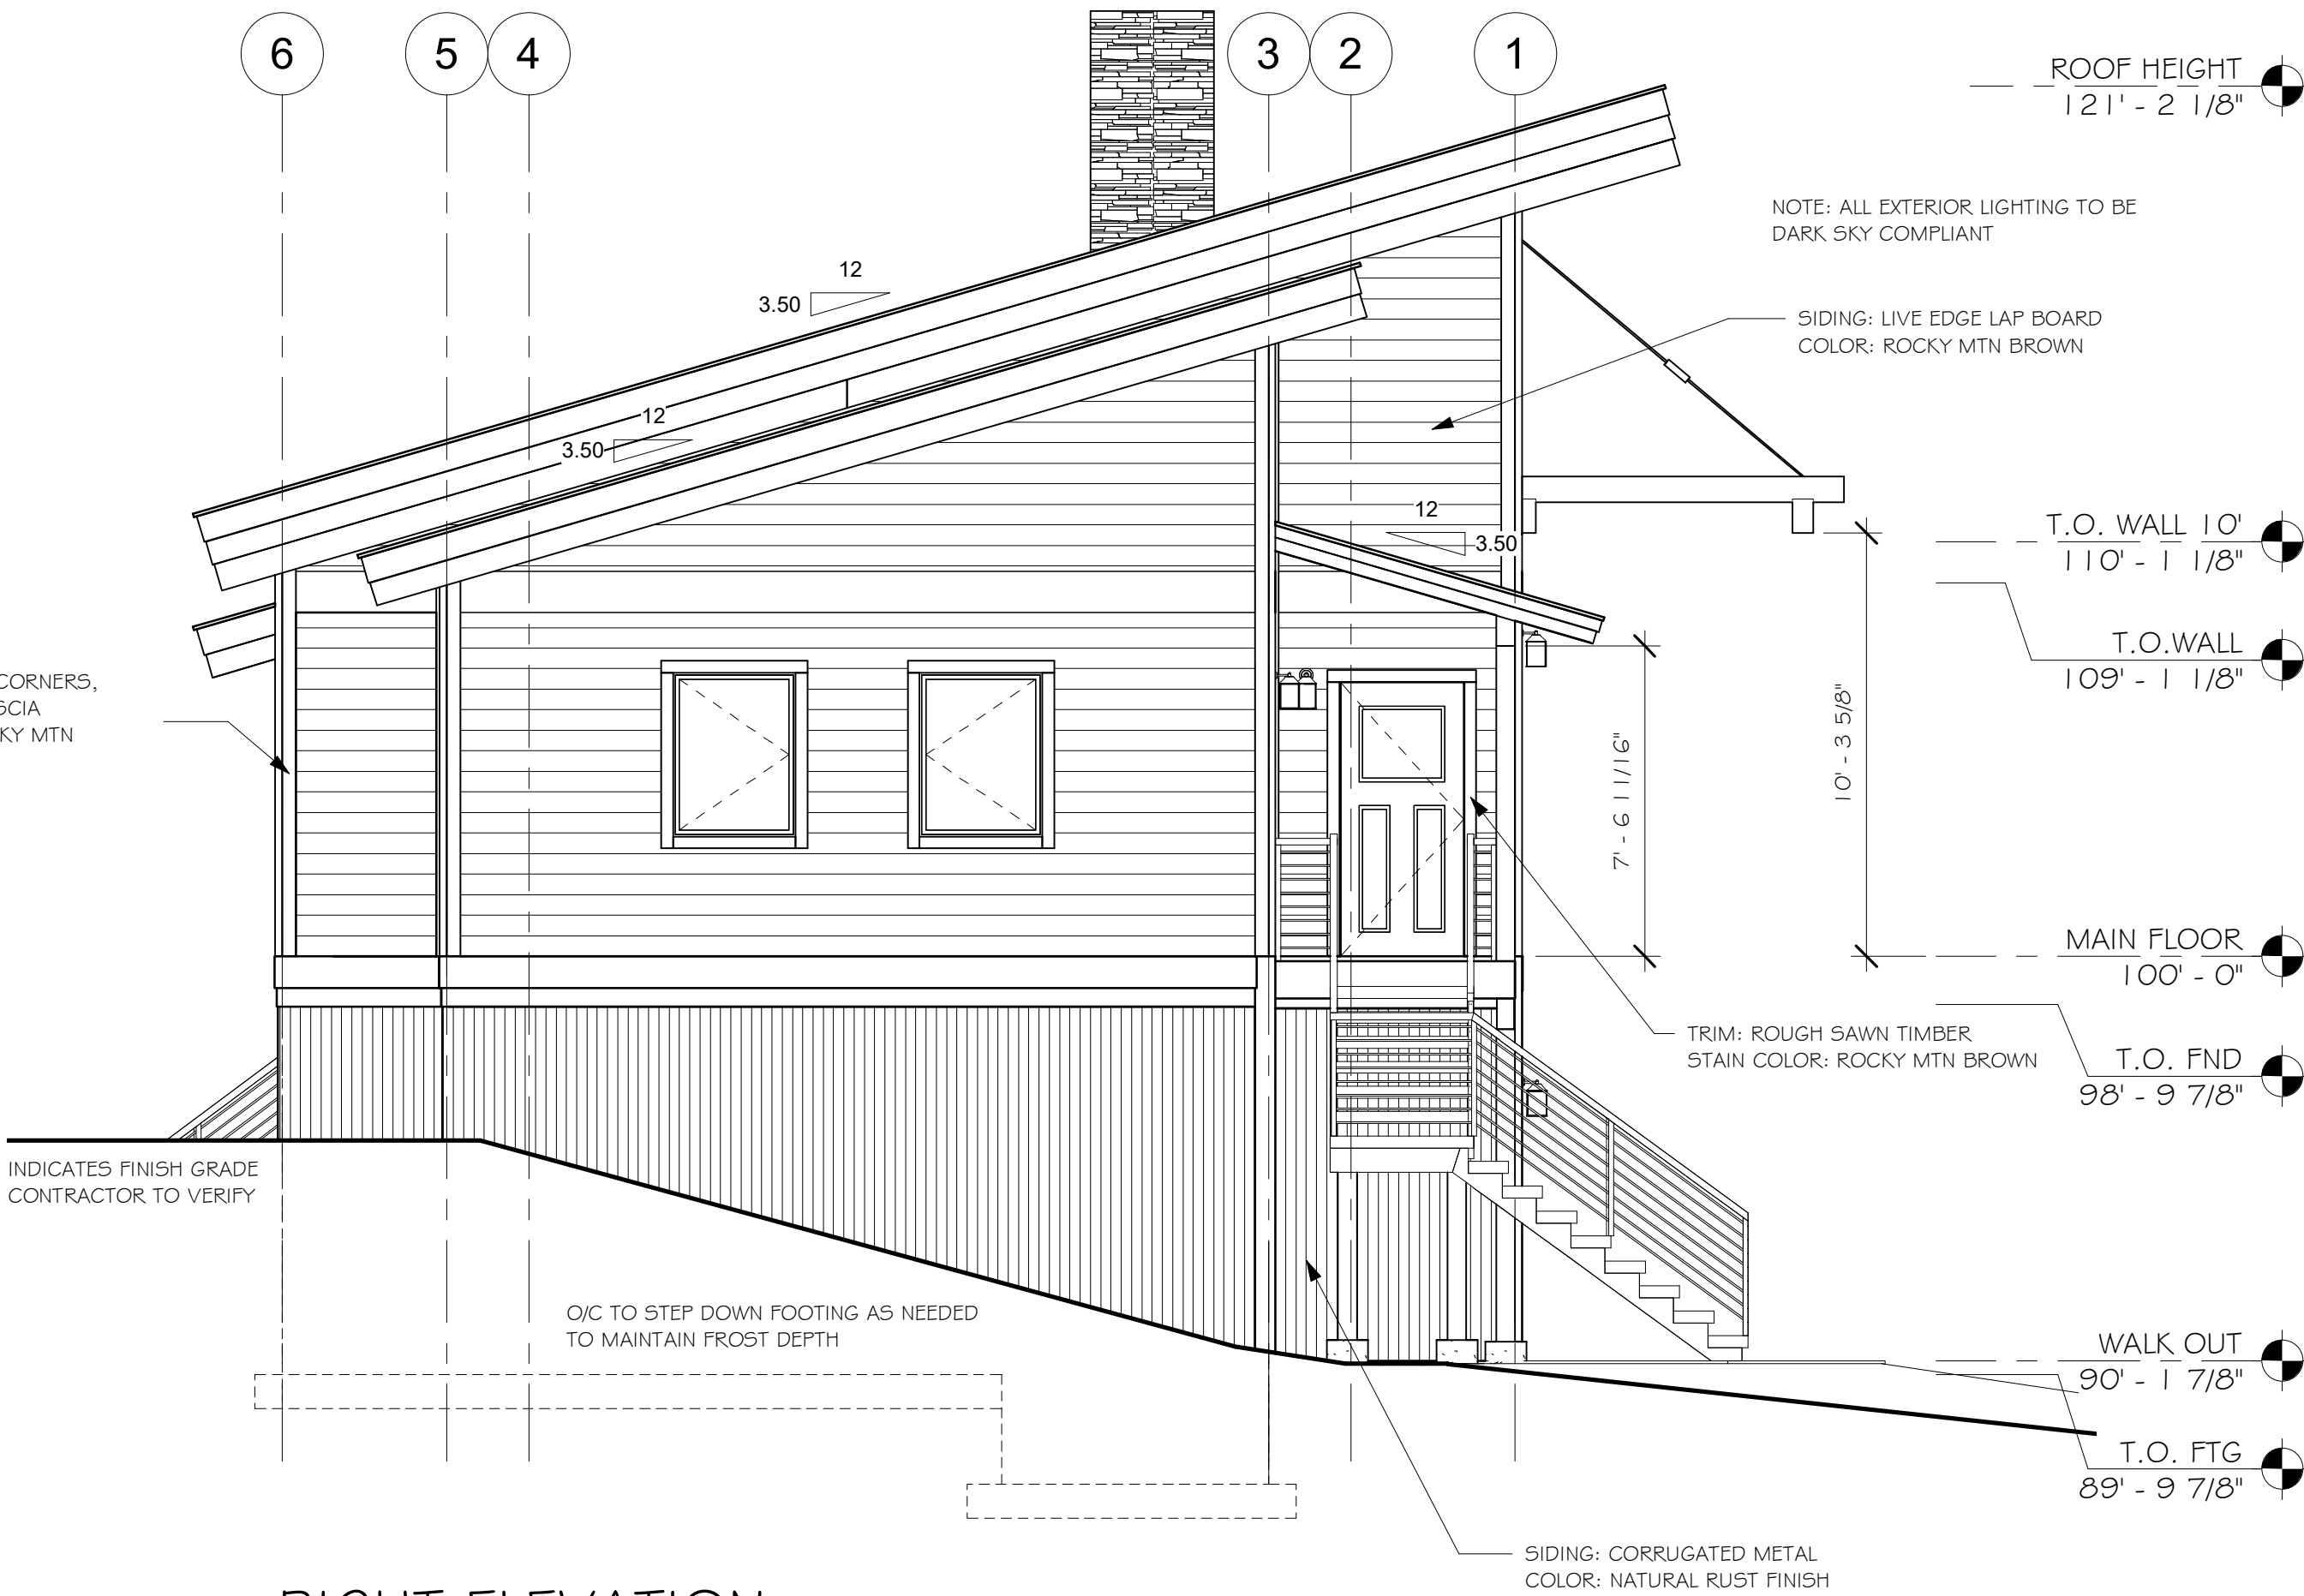 6
5
4
3
2
1
ROOF HEIGHT
121' - 2 1/8"
NOTE: ALL EXTERIOR LIGHTING TO BE
DARK SKY COMPLIANT
12
3.50
SIDING: LIVE EDGE LAP BOARD
COLOR: ROCKY MTN BROWN
12
3.50
12
3.50
T.O. WALL 10'
110' - 1 1/8"
T.O.WALL
109' - 1 1/8"
CORNERS,
SCIA
KY MTN
7' - 6 11/16"
10' - 3 5/8"
MAIN FLOOR
100' - 0"
TRIM: ROUGH SAWN TIMBER
STAIN COLOR: ROCKY MTN BROWN
T.O. FND
98' - 9 7/8"
INDICATES FINISH GRADE
CONTRACTOR TO VERIFY
O/C TO STEP DOWN FOOTING AS NEEDED
TO MAINTAIN FROST DEPTH
WALK OUT
90' - 1 7/8"
T.O. FTG
89' - 9 7/8"
SIDING: CORRUGATED METAL
COLOR: NATURAL RUST FINISH
RIGHT ELEVATION